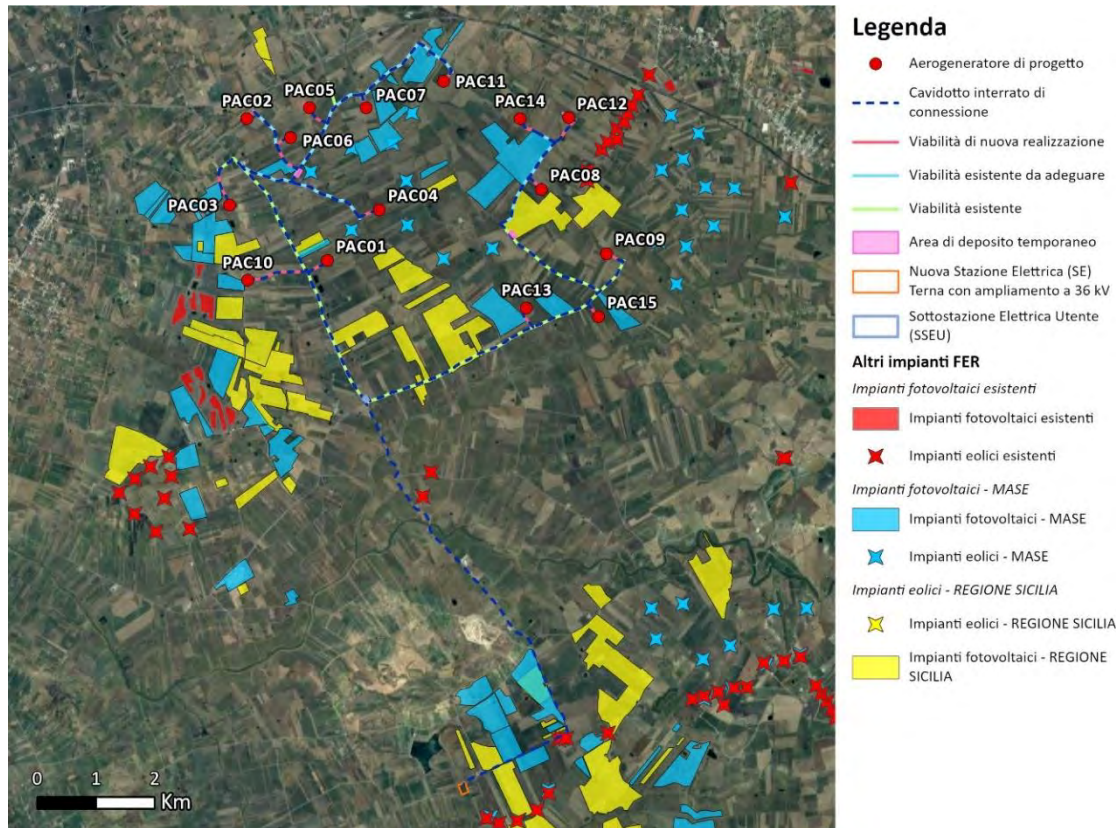 PAC11
PAC05
PAC02
PAC07
PAC14
PAC12
PAC06
PAC08
PAC03
PAC04
PAC01
PAC09
PAC10
PAC13
PAC15
0 1 2
Km
Legenda
Aerogeneratore di progetto
Cavidotto interrato di
connessione
Viabilità di nuova realizzazione
Viabilità esistente da adeguare
Viabilità esistente
Area di deposito temporaneo
Nuova Stazione Elettrica (SE)
Terna con ampliamento a 36 kV
Sottostazione Elettrica Utente
(SSEU)
Altri impianti FER
Impianti fotovoltaici esistenti
Impianti fotovoltaici esistenti
Impianti eolici esistenti
Impianti fotovoltaici - MASE
Impianti fotovoltaici - MASE
Impianti eolici - MASE
Impianti eolici - REGIONE SICILIA
Impianti eolici - REGIONE SICILIA
Impianti fotovoltaici - REGIONE
SICILIA